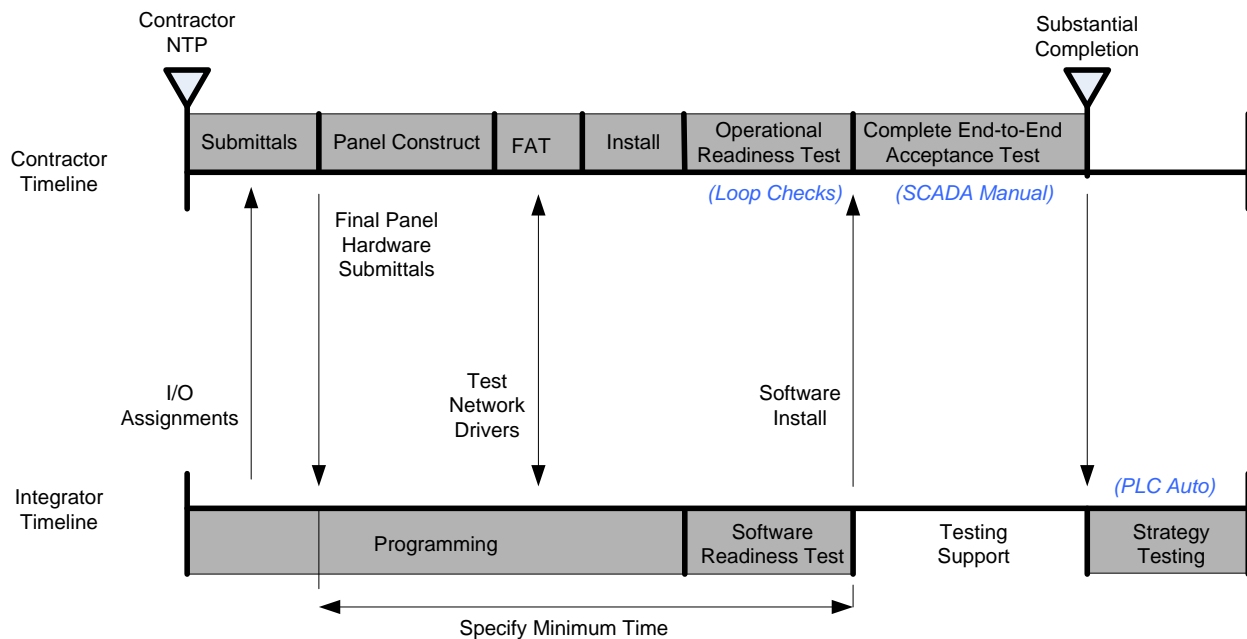 Contractor
NTP
Substantial
Completion
Contractor
Timeline
Submittals
Panel Construct
FAT
Install
Operational
Readiness Test
Complete End-to-End
Acceptance Test
(Loop Checks)
(SCADA Manual)
Final Panel
Hardware
Submittals
I/O
Assignments
Test
Network
Drivers
Software
Install
Integrator
Timeline
(PLC Auto)
Programming
Software
Readiness Test
Testing
Support
Strategy
Testing
Specify Minimum Time